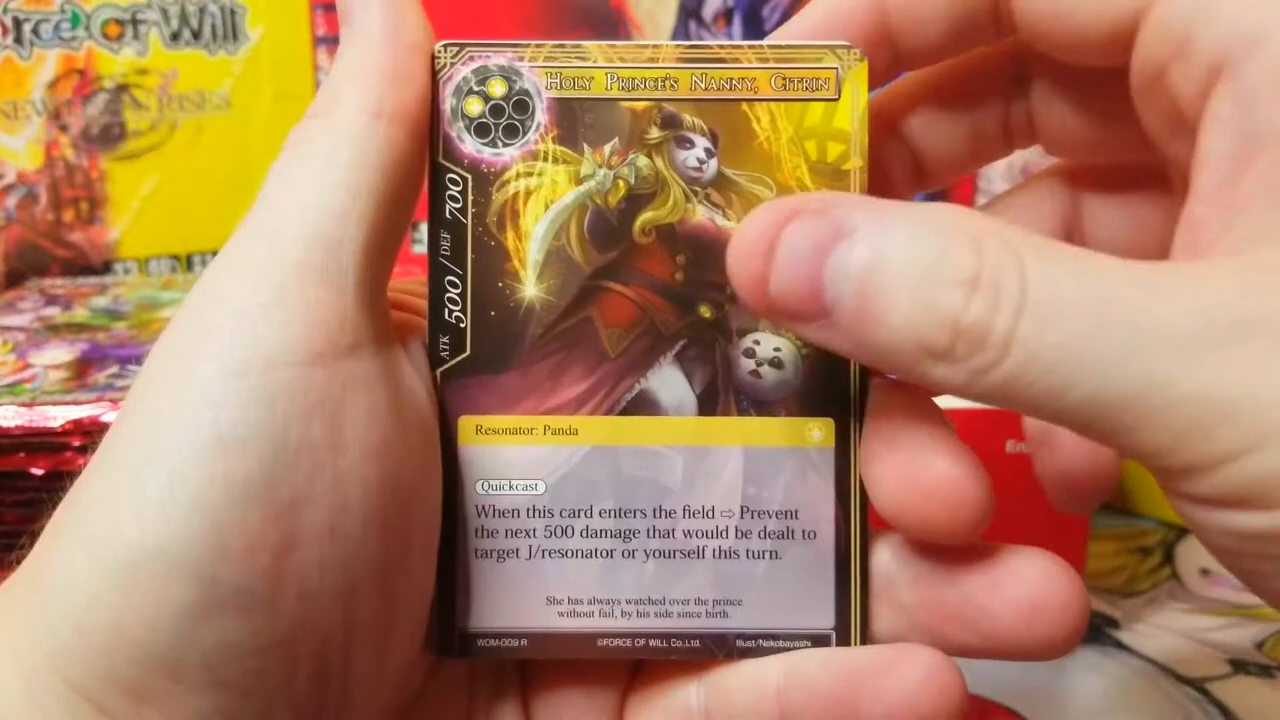 rce Of Will
NEW RISES
HOLY PRINCE'S NANNY, CITRIN
ATK 500 / DEF 700
Resonator: Panda
Quickcast
When this card enters the field ⇨ Prevent
the next 500 damage that would be dealt to
target J/resonator or yourself this turn.
She has always watched over the prince
without fail, by his side since birth.
WOM-009 R ©FORCE OF WILL Co.,Ltd. Illust/Nekobayashi